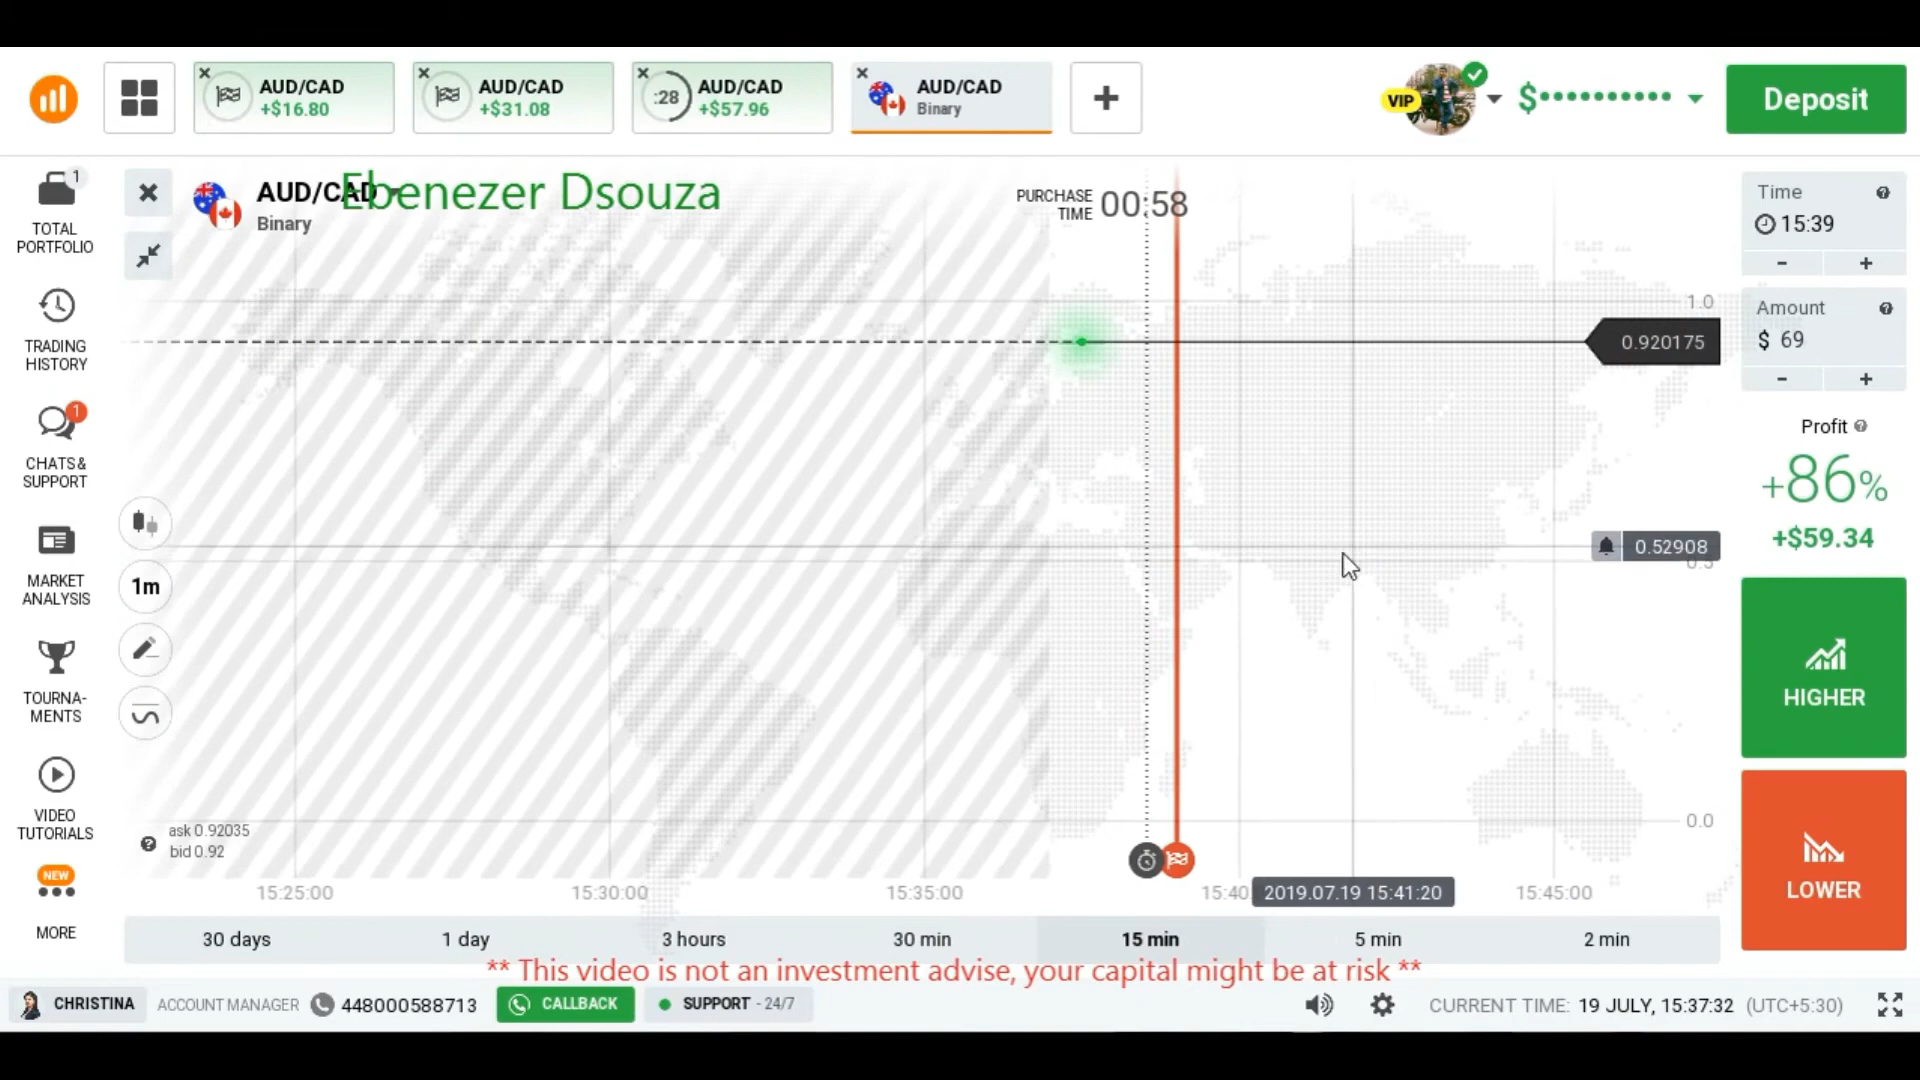 AUD/CAD
+$16.80
AUD/CAD
+$31.08
:28
AUD/CAD
+$57.96
AUD/CAD
Binary
+
VIP
$••••••••••
Deposit
1
TOTAL
PORTFOLIO
TRADING
HISTORY
1
CHATS &
SUPPORT
MARKET
ANALYSIS
TOURNA-
MENTS
VIDEO
TUTORIALS
NEW
MORE
AUD/CAD
Binary
Ebenezer Dsouza
PURCHASE
TIME
00:58
1m
1.0
0.920175
0.52908
0.5
0.0
ask 0.92035
bid 0.92
15:25:00
15:30:00
15:35:00
15:40
2019.07.19 15:41:20
15:45:00
30 days
1 day
3 hours
30 min
15 min
5 min
2 min
Time
15:39
- +
Amount
$ 69
- +
Profit
+86%
+$59.34
HIGHER
LOWER
** This video is not an investment advise, your capital might be at risk **
CHRISTINA
ACCOUNT MANAGER
448000588713
CALLBACK
SUPPORT - 24/7
CURRENT TIME: 19 JULY, 15:37:32 (UTC+5:30)